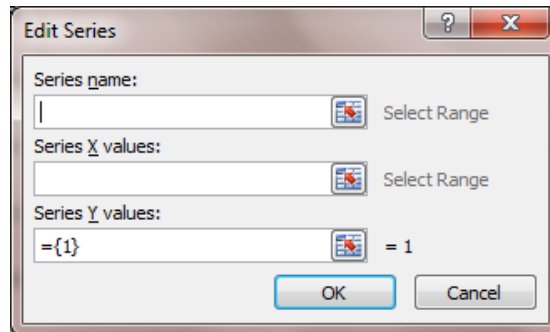 Edit Series
? X
Series name:
Select Range
Series X values:
Select Range
Series Y values:
={1} = 1
OK Cancel